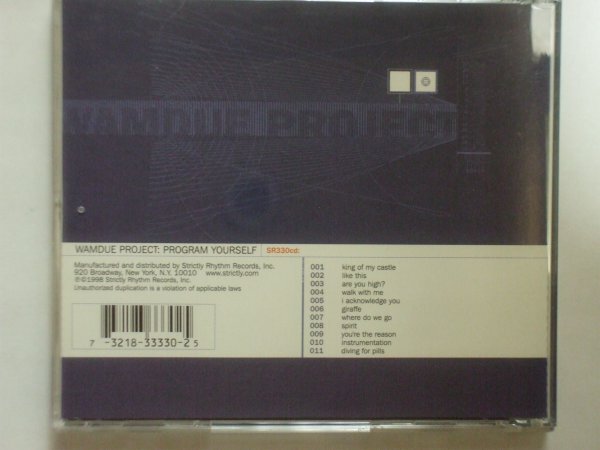 WAMDUE PROJECT
WAMDUE PROJECT: PROGRAM YOURSELF SR330cd:
Manufactured and distributed by Strictly Rhythm Records, Inc.
920 Broadway, New York, N.Y. 10010 www.strictly.com
℗©1998 Strictly Rhythm Records, Inc.
Unauthorized duplication is a violation of applicable laws
7 -3218-33330-2 5
001 king of my castle
002 like this
003 are you high?
004 walk with me
005 i acknowledge you
006 giraffe
007 where do we go
008 spirit
009 you're the reason
010 instrumentation
011 diving for pills